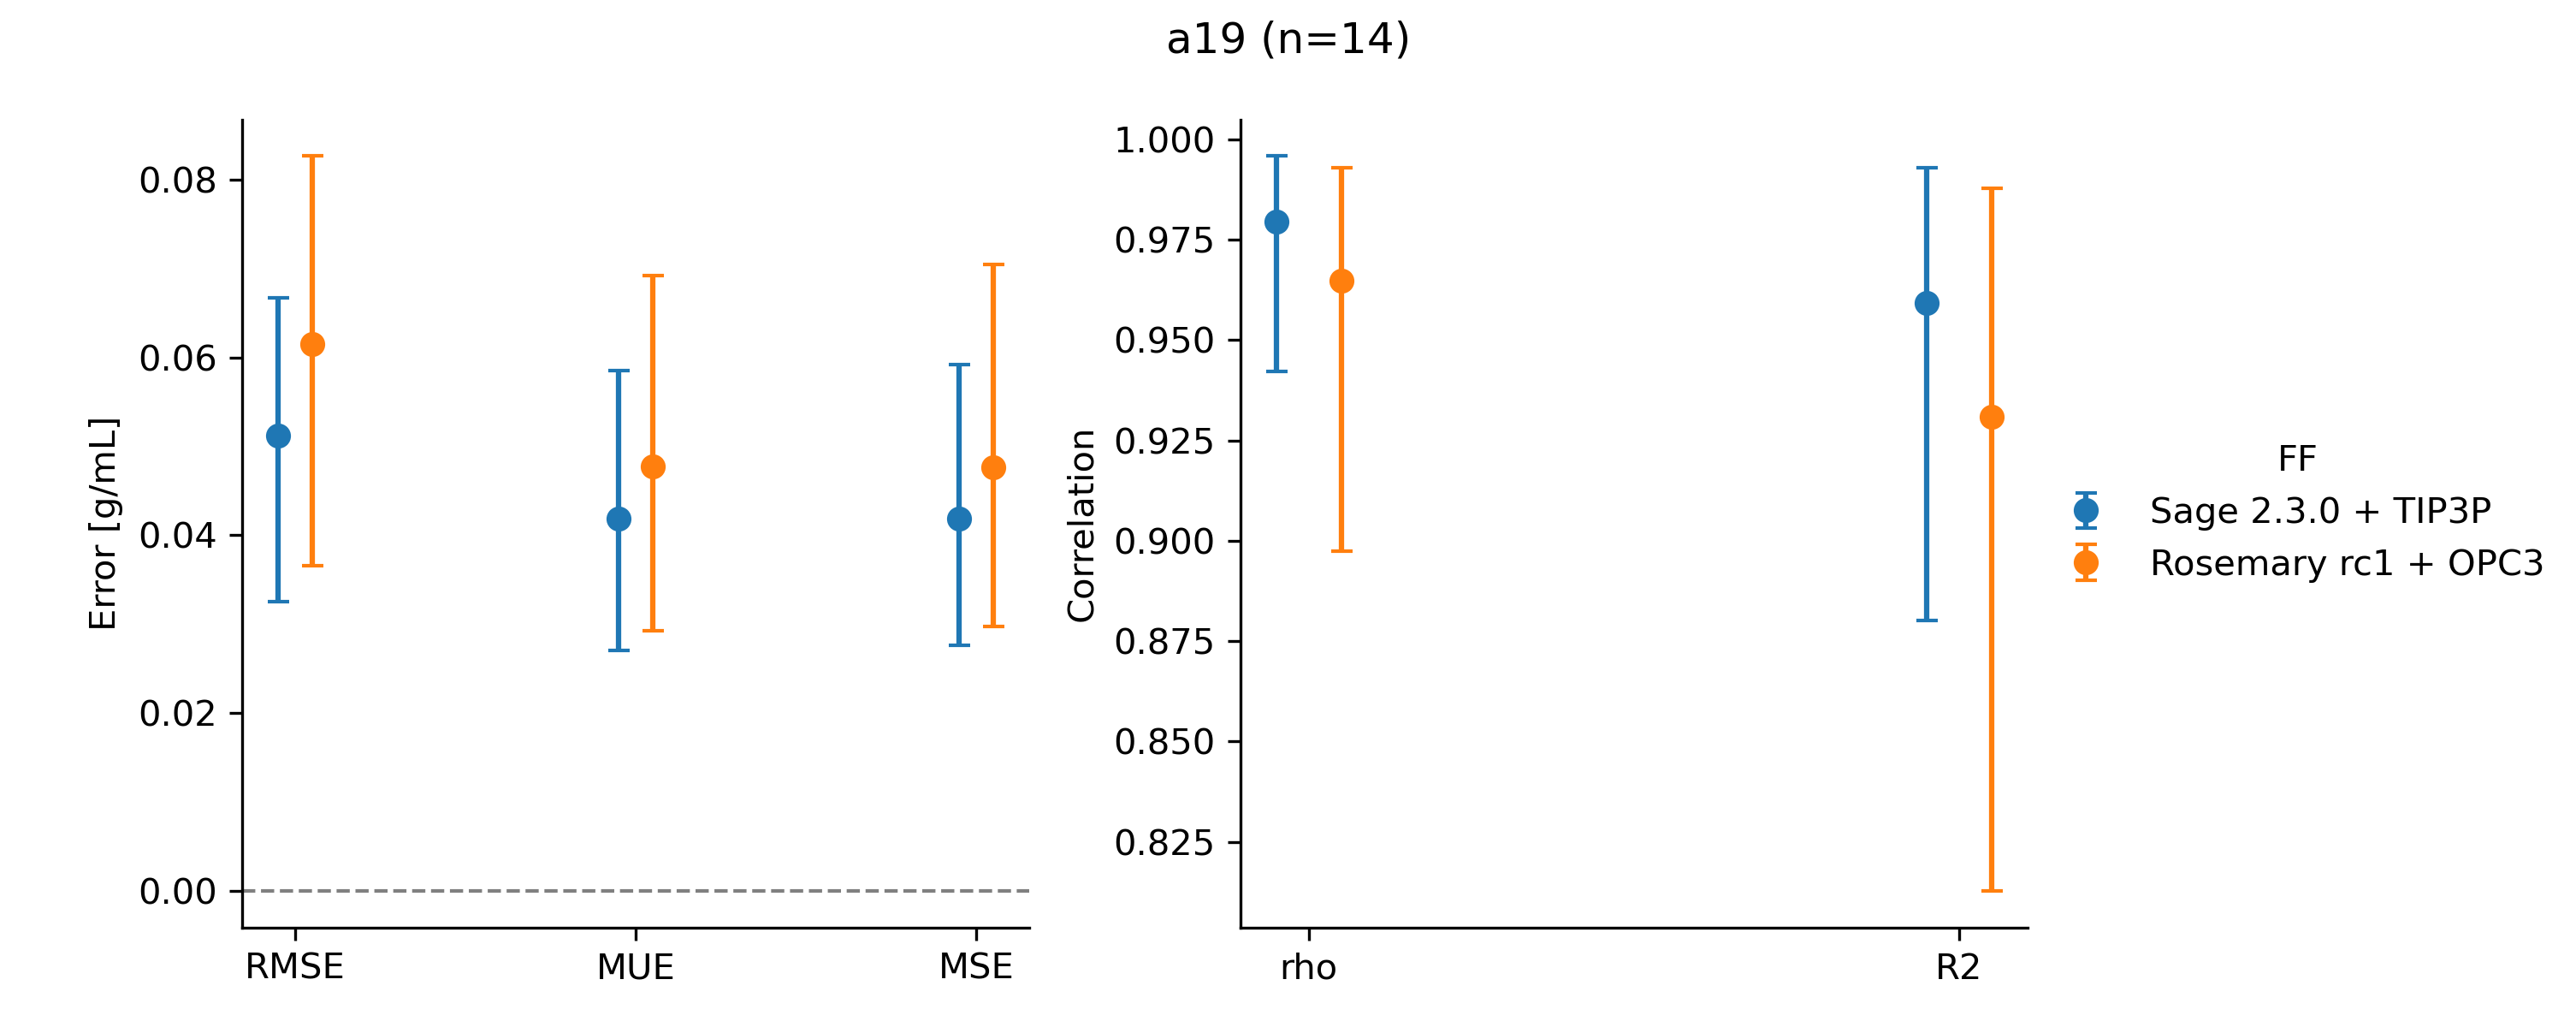 a19 (n=14)
Error [g/mL]
0.08
0.06
0.04
0.02
0.00
RMSE
MUE
MSE
Correlation
1.000
0.975
0.950
0.925
0.900
0.875
0.850
0.825
rho
R2
FF
Sage 2.3.0 + TIP3P
Rosemary rc1 + OPC3